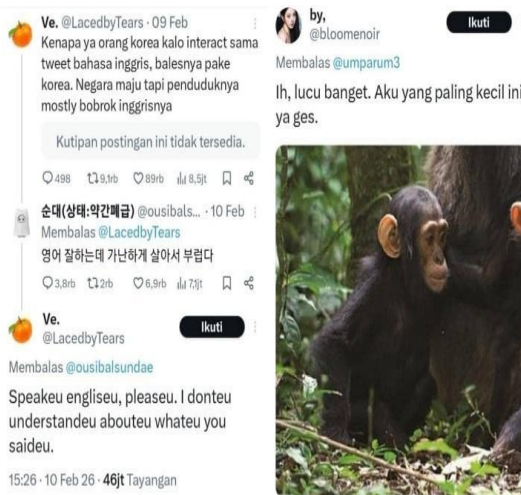 Ve. @LacedbyTears · 09 Feb
Kenapa ya orang korea kalo interact sama
tweet bahasa inggris, balesnya pake
korea. Negara maju tapi penduduknya
mostly bobrok inggrisnya
Kutipan postingan ini tidak tersedia.
498 9,1rb 89rb 8,5jt
순대(상태:약간폐급) @ousibals... · 10 Feb
Membalas @LacedbyTears
영어 잘하는데 가난하게 살아서 부럽다
3,8rb 2rb 6,9rb 7,1jt
Ve.
@LacedbyTears
Ikuti
Membalas @ousibalsundae
Speakeu engliseu, pleaseu. I donteu
understandeu abouteu whateu you
saideu.
15:26 · 10 Feb 26 · 46jt Tayangan
by,
@bloomenoir
Ikuti
Membalas @umparum3
Ih, lucu banget. Aku yang paling kecil ini
ya ges.